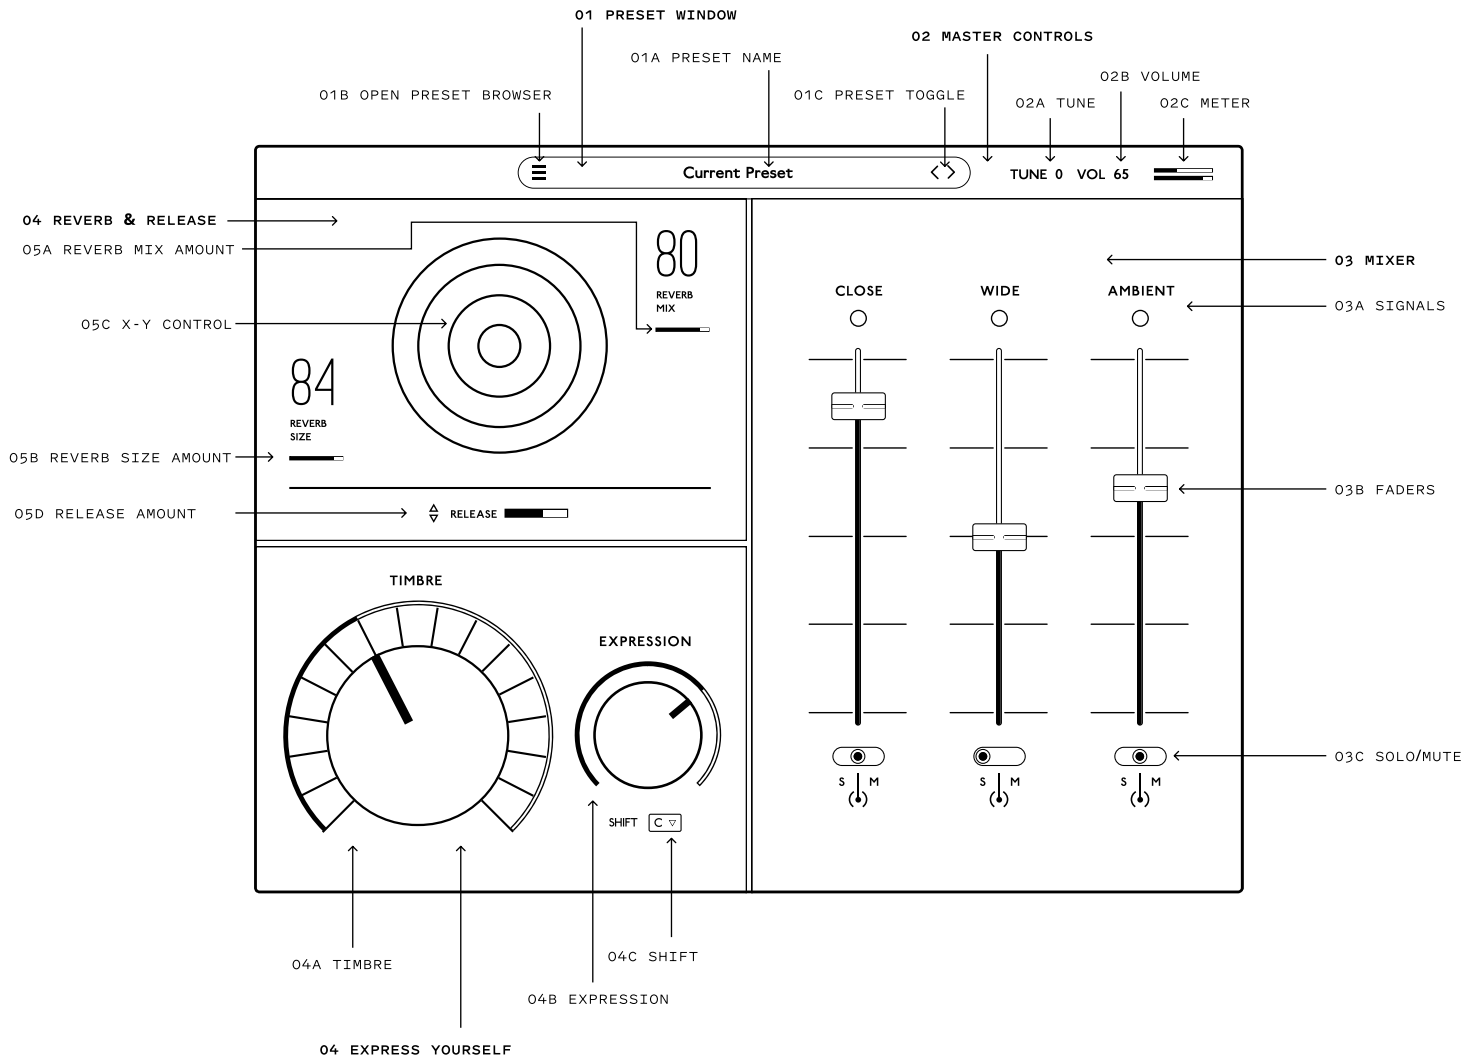 01 PRESET WINDOW
02 MASTER CONTROLS
01A PRESET NAME
02B VOLUME
01B OPEN PRESET BROWSER
01C PRESET TOGGLE
02A TUNE
02C METER
Current Preset
TUNE 0 VOL 65
04 REVERB & RELEASE
05A REVERB MIX AMOUNT
80
REVERB
MIX
03 MIXER
CLOSE
WIDE
AMBIENT
03A SIGNALS
05C X-Y CONTROL
84
REVERB
SIZE
05B REVERB SIZE AMOUNT
03B FADERS
05D RELEASE AMOUNT
RELEASE
TIMBRE
EXPRESSION
03C SOLO/MUTE
S M
S M
S M
SHIFT C
04A TIMBRE
04C SHIFT
04B EXPRESSION
04 EXPRESS YOURSELF